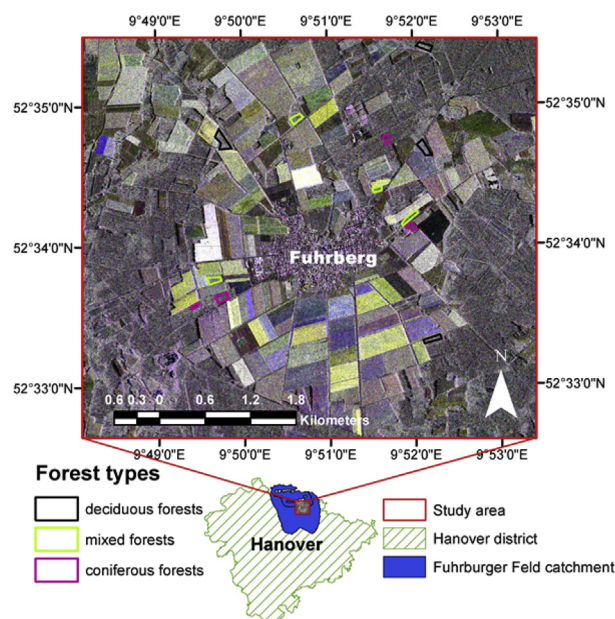 9°49'0"E 9°50'0"E 9°51'0"E 9°52'0"E 9°53'0"E
52°35'0"N 52°35'0"N
52°34'0"N 52°34'0"N
Fuhrberg
52°33'0"N 52°33'0"N
N
0.6 0.3 0 0.6 1.2 1.8
Kilometers
9°49'0"E 9°50'0"E 9°51'0"E 9°52'0"E 9°53'0"E
Forest types
deciduous forests
mixed forests
coniferous forests
Hanover
Study area
Hanover district
Fuhrburger Feld catchment